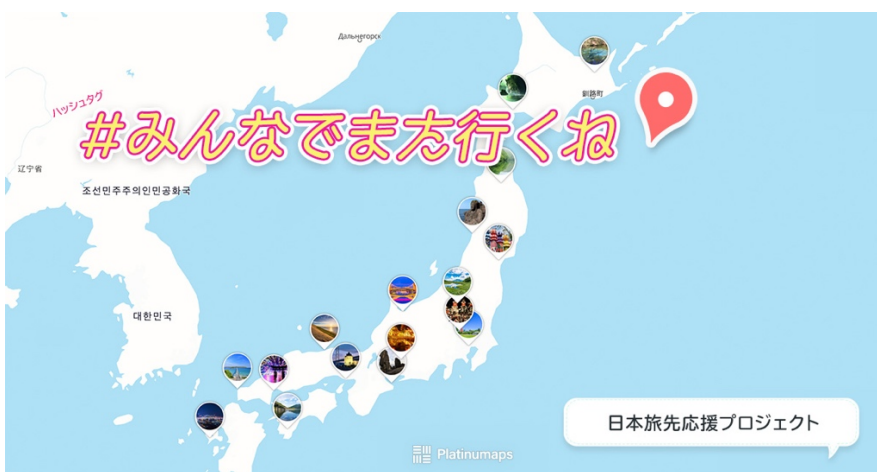 Дальнегорск
ハッシュタグ
釧路町
#みんなでまた行くね
辽宁省
조선민주주의인민공화국
대한민국
日本旅先応援プロジェクト
Platinumaps